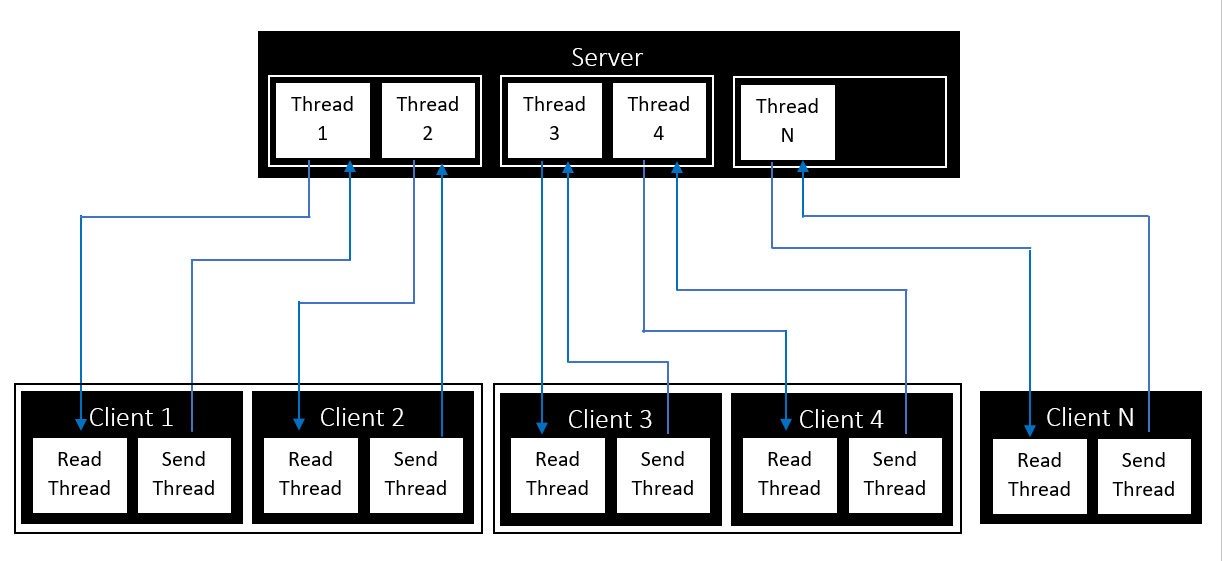 Server
Thread
1
Thread
2
Thread
3
Thread
4
Thread
N
Client 1
Read
Thread
Send
Thread
Client 2
Read
Thread
Send
Thread
Client 3
Read
Thread
Send
Thread
Client 4
Read
Thread
Send
Thread
Client N
Read
Thread
Send
Thread